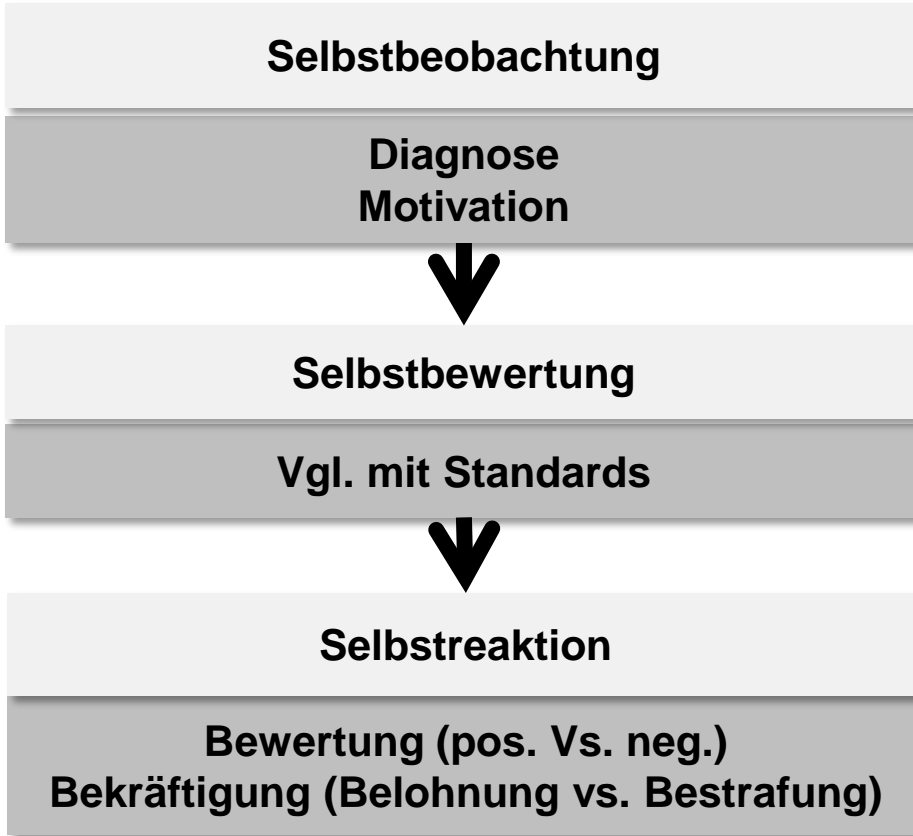 Selbstbeobachtung
Diagnose
Motivation
Selbstbewertung
Vgl. mit Standards
Selbstreaktion
Bewertung (pos. Vs. neg.)
Bekräftigung (Belohnung vs. Bestrafung)